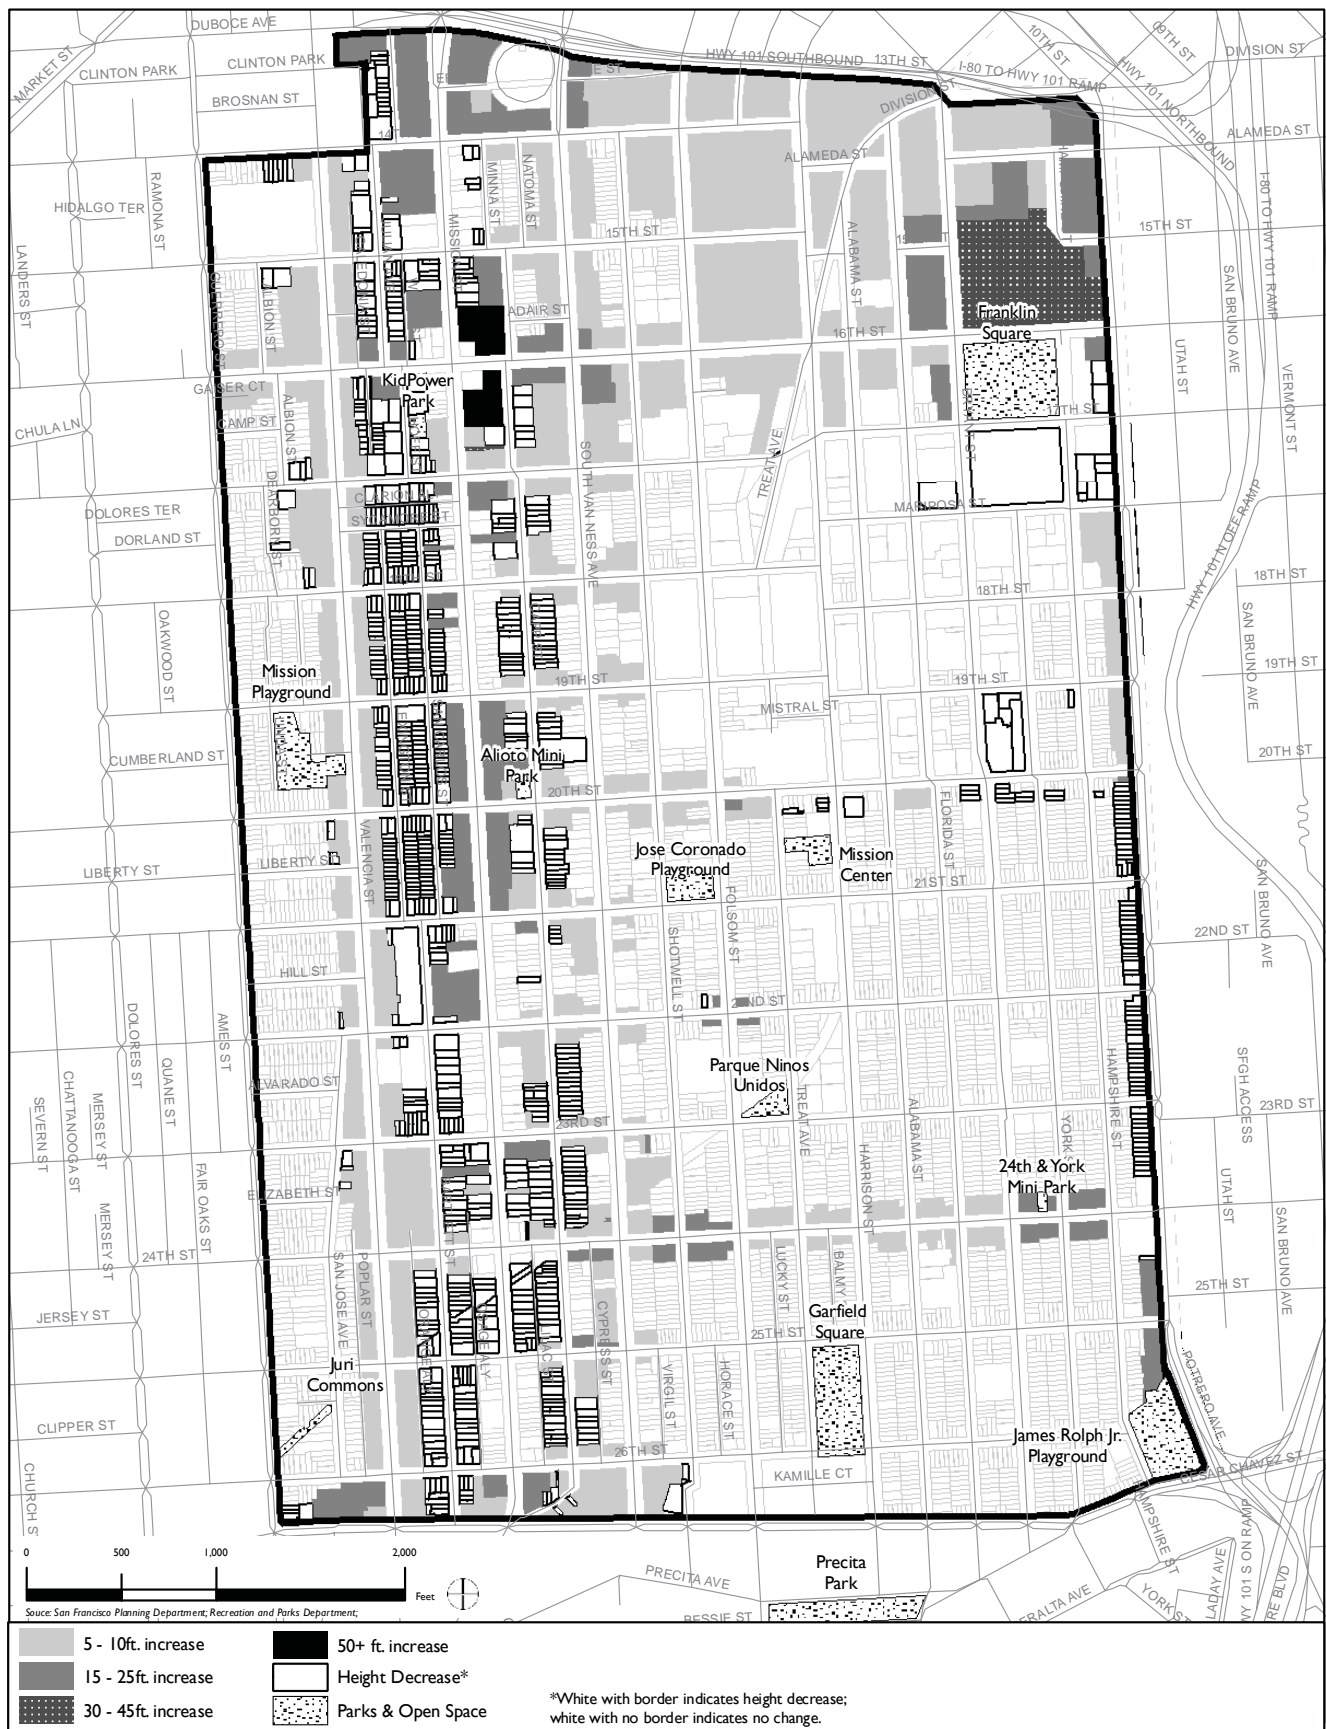 DUBOCE AVE
MARKET ST
CLINTON PARK
CLINTON PARK
BROSNAN ST
HWY 101 SOUTHBOUND
13TH ST
10TH ST
09TH ST
DIVISION ST
I-80 TO HWY 101 RAMP
HWY 101 NORTHBOUND
DIVISION ST
ALAMEDA ST
ALAMEDA ST
I-80 TO HWY 101 RAMP
RAMONA ST
HIDALGO TER
LANDERS ST
MINNA ST
NATOMA ST
15TH ST
15TH ST
ALABAMA ST
GUERRERO ST
ALBION ST
ADAIR ST
16TH ST
Franklin
Square
SAN BRUNO AVE
UTAH ST
VERMONT ST
GAISER CT
CAMP ST
ALBION ST
KidPower
Park
CHULA LN
17TH ST
TREAT AVE
SOUTH VAN NESS AVE
DEARBORN ST
CLARION
MARIPOSA ST
DOLORES TER
DORLAND ST
HWY 101 N OFF RAMP
18TH ST
18TH ST
OAKWOOD ST
SAN BRUNO AVE
Mission
Playground
19TH ST
19TH ST
19TH ST
MISTRAL ST
CUMBERLAND ST
Alioto Mini
Park
20TH ST
20TH ST
VALENCIA ST
LIBERTY ST
LIBERTY ST
Jose Coronado
Playground
Mission
Center
FLORIDA ST
21ST ST
FOLSOM ST
SHOTWELL ST
SAN BRUNO AVE
22ND ST
HILL ST
DOLORES ST
QUANE ST
AMES ST
ALVARADO ST
Parque Ninos
Unidos
TREAT AVE
HAMPSHIRE ST
SFGH ACCESS
23RD ST
23RD ST
SEVERN ST
CHATTANOOGA ST
MERSEY ST
MERSEY ST
FAIR OAKS ST
ELIZABETH ST
HARRISON ST
ALABAMA ST
24th & York
Mini Park
UTAH ST
SAN BRUNO AVE
24TH ST
SAN JOSE AVE
POPLAR ST
CYPRESS ST
LUCKY ST
BALMY
25TH ST
25TH ST
JERSEY ST
Garfield
Square
Juri
Commons
VIRGIL ST
HORACE ST
POTRERO AVE
CLIPPER ST
26TH ST
James Rolph Jr.
Playground
KAMILLE CT
CESAR CHAVEZ ST
HAMPSHIRE ST
PRECITA AVE
Precita
Park
BESSIE ST
LADAY AVE
0 500 1,000 2,000
Feet
Souce: San Francisco Planning Department; Recreation and Parks Department;
5 - 10ft. increase
15 - 25ft. increase
30 - 45ft. increase
50+ ft. increase
Height Decrease*
Parks & Open Space
*White with border indicates height decrease;
white with no border indicates no change.